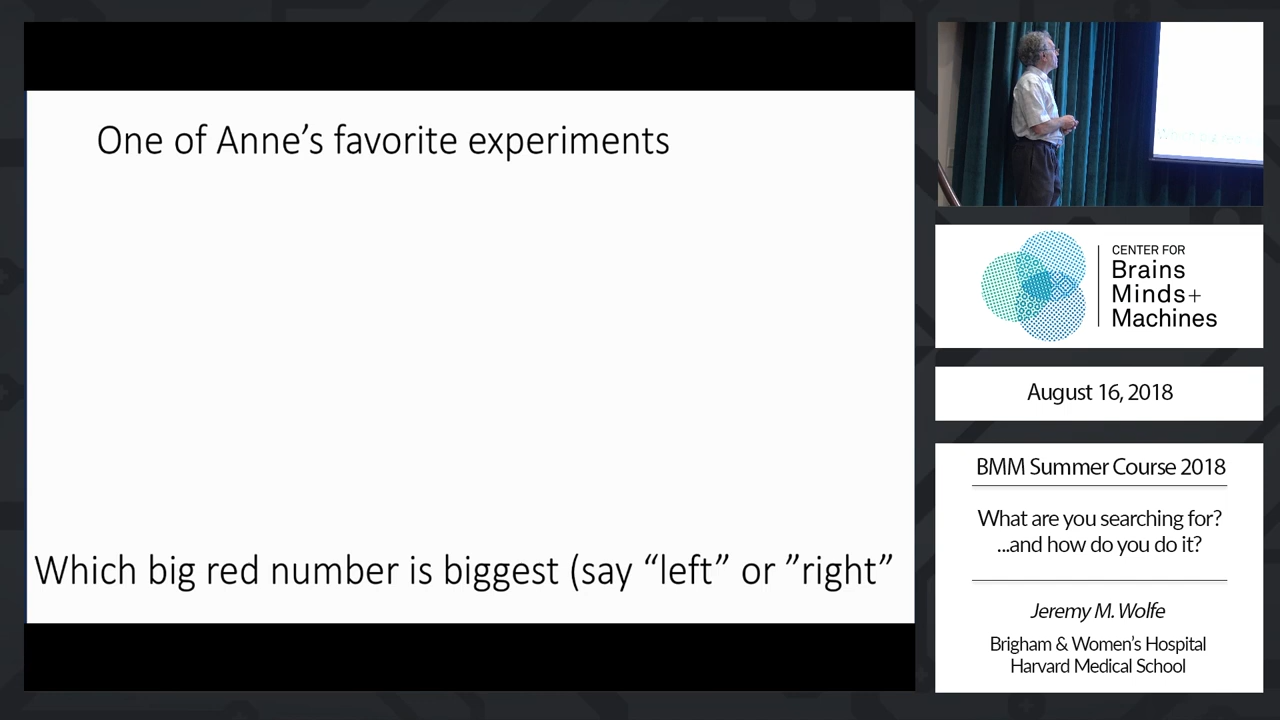 One of Anne’s favorite experiments
Which big red number is biggest (say “left” or ”right”
CENTER FOR
Brains
Minds+
Machines
August 16, 2018
BMM Summer Course 2018
What are you searching for?
...and how do you do it?
Jeremy M. Wolfe
Brigham & Women’s Hospital
Harvard Medical School